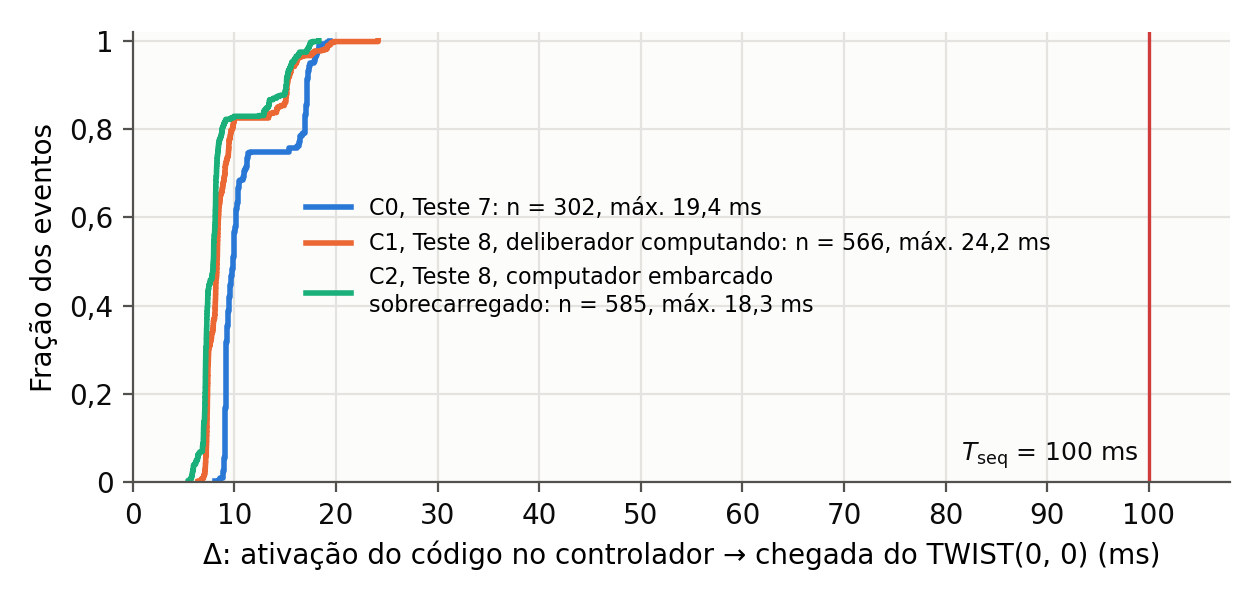 1
0,8
0,6
0,4
0,2
0
Fração dos eventos
C0, Teste 7: n = 302, máx. 19,4 ms
C1, Teste 8, deliberador computando: n = 566, máx. 24,2 ms
C2, Teste 8, computador embarcado
sobrecarregado: n = 585, máx. 18,3 ms
Tseq = 100 ms
0 10 20 30 40 50 60 70 80 90 100
Δ: ativação do código no controlador → chegada do TWIST(0, 0) (ms)